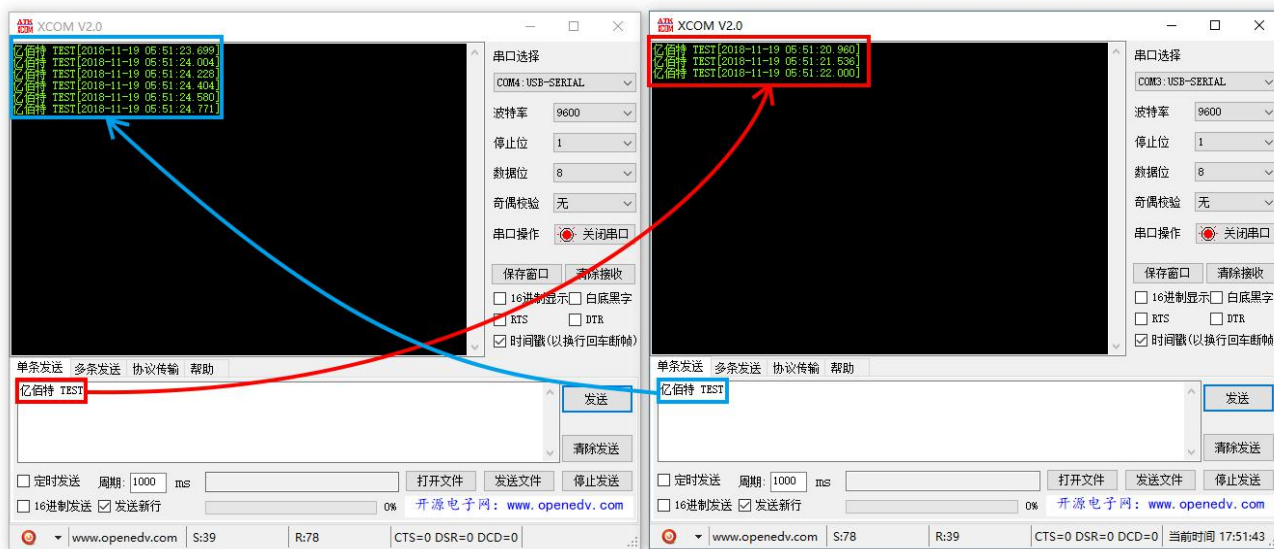 XCOM V2.0
亿佰特 TEST[2018-11-19 05:51:23.699]
亿佰特 TEST[2018-11-19 05:51:24.004]
亿佰特 TEST[2018-11-19 05:51:24.228]
亿佰特 TEST[2018-11-19 05:51:24.404]
亿佰特 TEST[2018-11-19 05:51:24.580]
亿佰特 TEST[2018-11-19 05:51:24.771]
串口选择
COM4:USB-SERIAL
波特率 9600
停止位 1
数据位 8
奇偶校验 无
串口操作 关闭串口
保存窗口 清除接收
16进制显示 白底黑字
RTS DTR
时间戳(以换行回车断帧)
单条发送 多条发送 协议传输 帮助
亿佰特 TEST
发送
清除发送
定时发送 周期: 1000 ms 打开文件 发送文件 停止发送
16进制发送 发送新行 0% 开源电子网: www.openedv.com
www.openedv.com S:39 R:78 CTS=0 DSR=0 DCD=0
XCOM V2.0
亿佰特 TEST[2018-11-19 05:51:20.960]
亿佰特 TEST[2018-11-19 05:51:21.536]
亿佰特 TEST[2018-11-19 05:51:22.000]
串口选择
COM3:USB-SERIAL
波特率 9600
停止位 1
数据位 8
奇偶校验 无
串口操作 关闭串口
保存窗口 清除接收
16进制显示 白底黑字
RTS DTR
时间戳(以换行回车断帧
单条发送 多条发送 协议传输 帮助
亿佰特 TEST
发送
清除发送
定时发送 周期: 1000 ms 打开文件 发送文件 停止发送
16进制发送 发送新行 0% 开源电子网: www.openedv.com
www.openedv.com S:78 R:39 CTS=0 DSR=0 DCD=0 当前时间 17:51:43